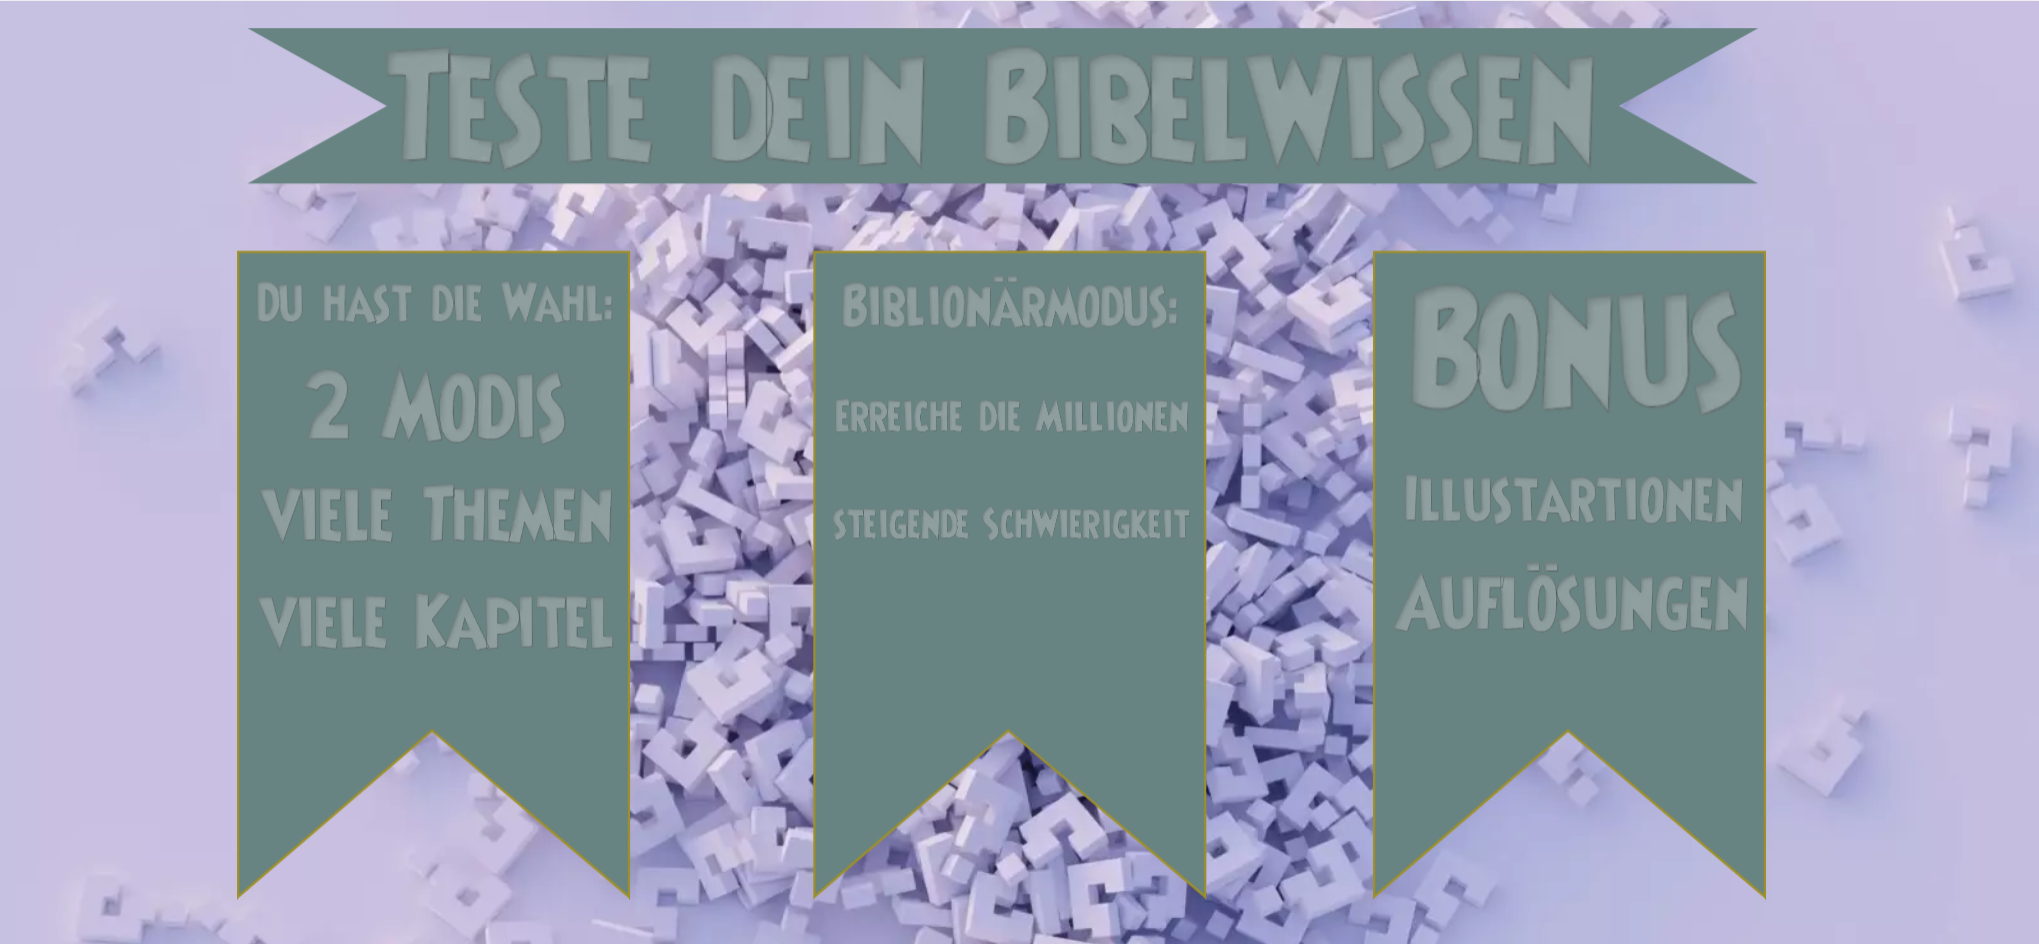 Teste dein Bibelwissen
Du hast die Wahl:
2 Modis
viele Themen
viele Kapitel
Biblionärmodus:
Erreiche die millionen
steigende Schwierigkeit
Bonus
Illustartionen
Auflösungen